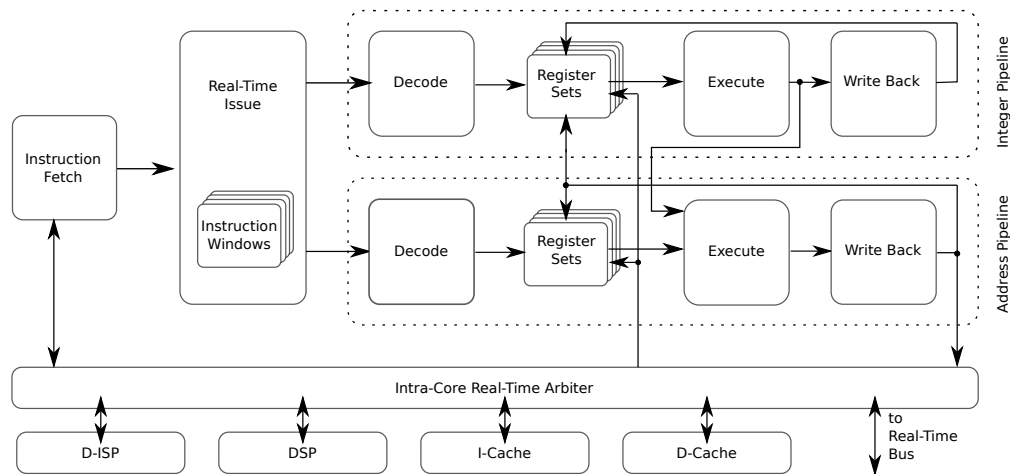 Real-Time
Issue
Decode
Register
Sets
Execute
Write Back
Integer Pipeline
Instruction
Fetch
Instruction
Windows
Decode
Register
Sets
Execute
Write Back
Address Pipeline
Intra-Core Real-Time Arbiter
D-ISP
DSP
I-Cache
D-Cache
to
Real-Time
Bus